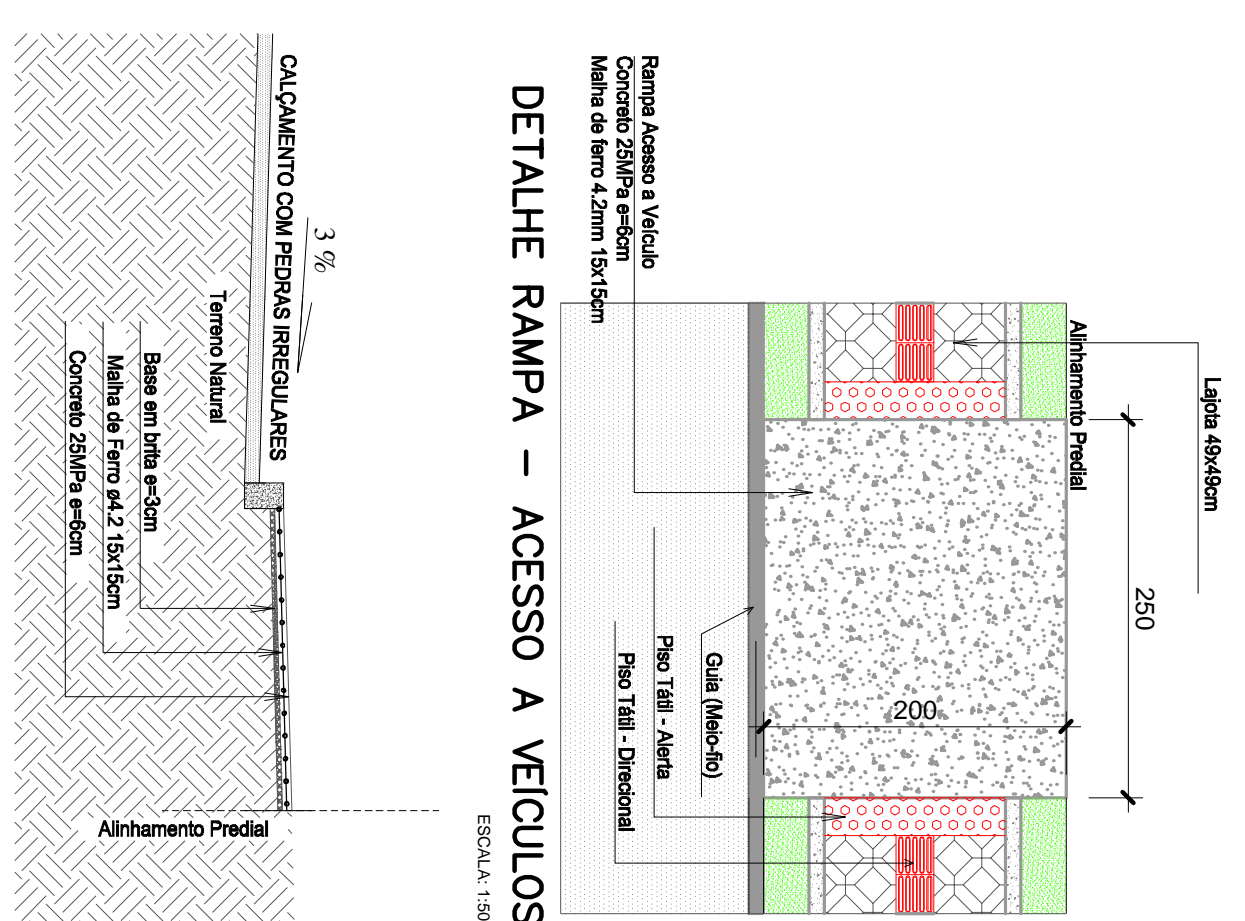 Lajota 49x49cm
Alinhamento Predial
250
200
Rampa Acesso a Veículo
Concreto 25MPa e=6cm
Malha de ferro 4.2mm 15x15cm
Guia (Meio-fio)
Piso Tátil - Alerta
Piso Tátil - Direcional
DETALHE RAMPA - ACESSO A VEÍCULOS
ESCALA: 1:50
3 %
CALÇAMENTO COM PEDRAS IRREGULARES
Terreno Natural
Base em brita e=3cm
Malha de Ferro ø4.2 15x15cm
Concreto 25MPa e=6cm
Alinhamento Predial